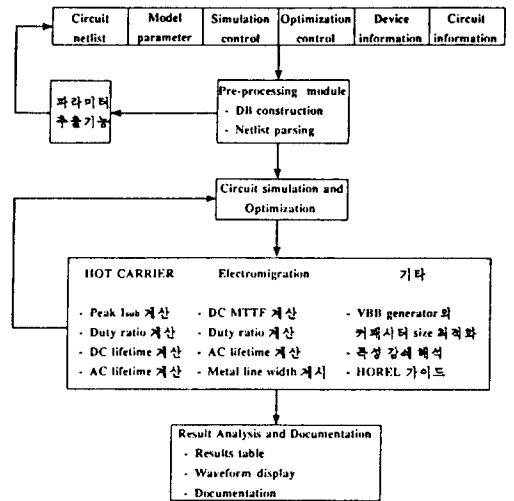 Circuit netlist
Model parameter
Simulation control
Optimization control
Device information
Circuit information
파라미터
추출기능
Pre-processing module
- DB construction
- Netlist parsing
Circuit simulation and
Optimization
HOT CARRIER
- Peak Isub 계산
- Duty ratio 계산
- DC lifetime 계산
- AC lifetime 계산
Electromigration
- DC MTTF 계산
- Duty ratio 계산
- AC lifetime 계산
- Metal line width 계시
기타
- VBB generator와
커패시터 size 최적화
- 특성 감쇄 해석
- HOREL 가이드
Result Analysis and Documentation
- Results table
- Waveform display
- Documentation